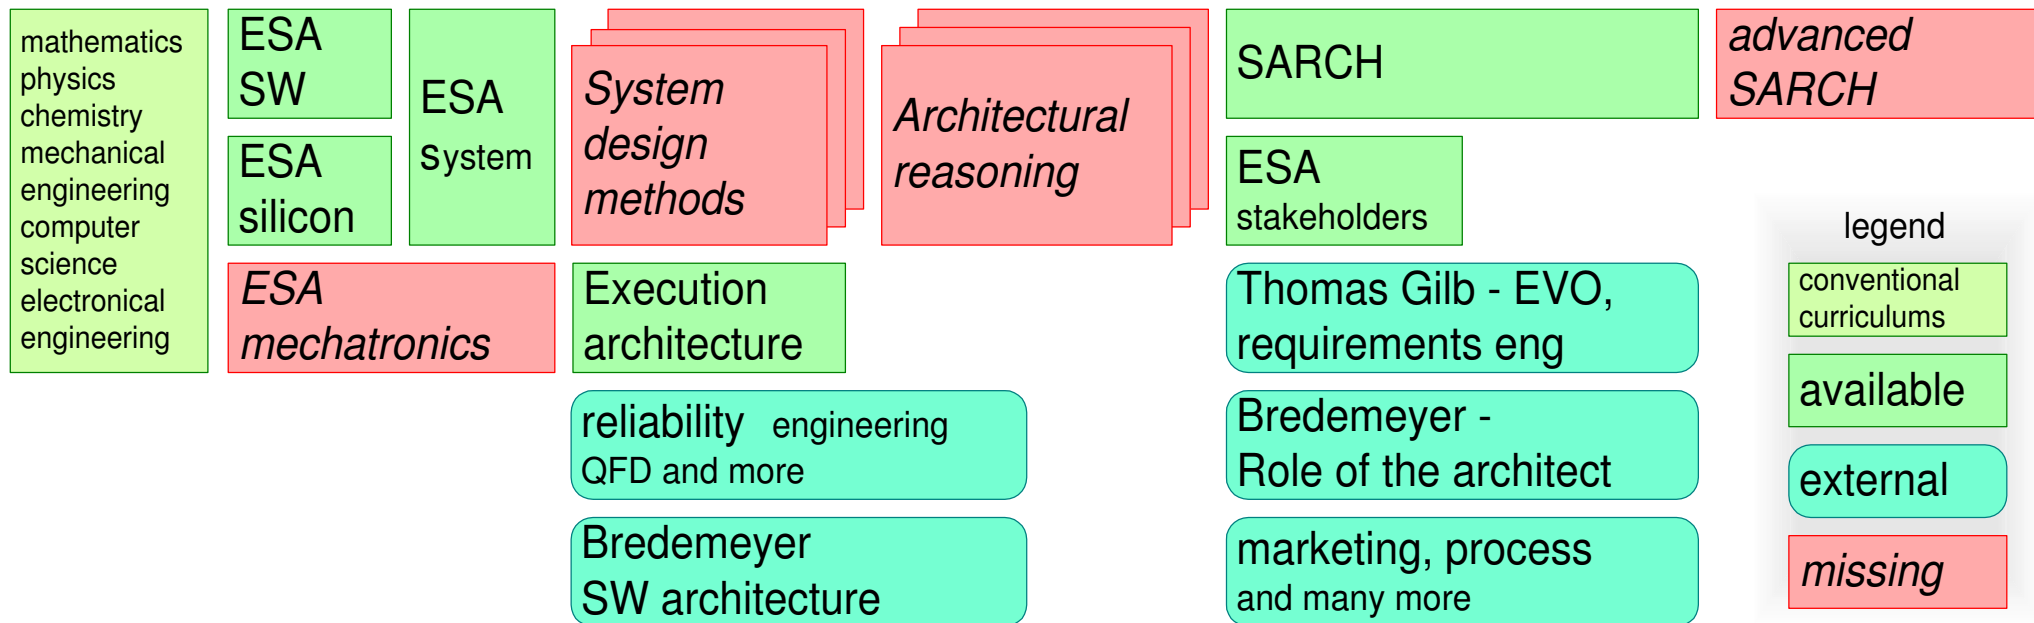 mathematics
physics
chemistry
mechanical
engineering
computer
science
electronical
engineering
ESA
SW
ESA
silicon
ESA
system
ESA
mechatronics
System
design
methods
Execution
architecture
reliability engineering
QFD and more
Bredemeyer
SW architecture
Architectural
reasoning
SARCH
ESA
stakeholders
Thomas Gilb - EVO,
requirements eng
Bredemeyer -
Role of the architect
marketing, process
and many more
advanced
SARCH
legend
conventional
curriculums
available
external
missing